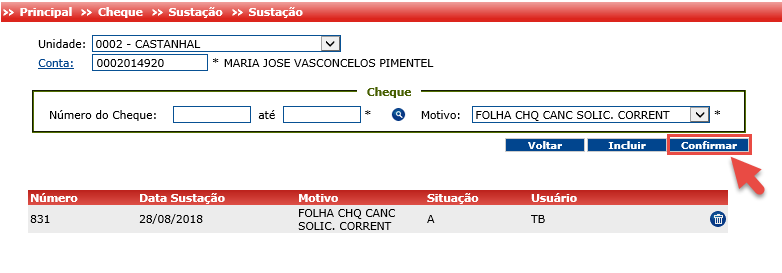 >> Principal >> Cheque >> Sustação >> Sustação
Unidade: 0002 - CASTANHAL
Conta: 0002014920 * MARIA JOSE VASCONCELOS PIMENTEL
Cheque
Número do Cheque: até * Motivo: FOLHA CHQ CANC SOLIC. CORRENT *
Voltar Incluir Confirmar
Número Data Sustação Motivo Situação Usuário
831 28/08/2018 FOLHA CHQ CANC SOLIC. CORRENT A TB